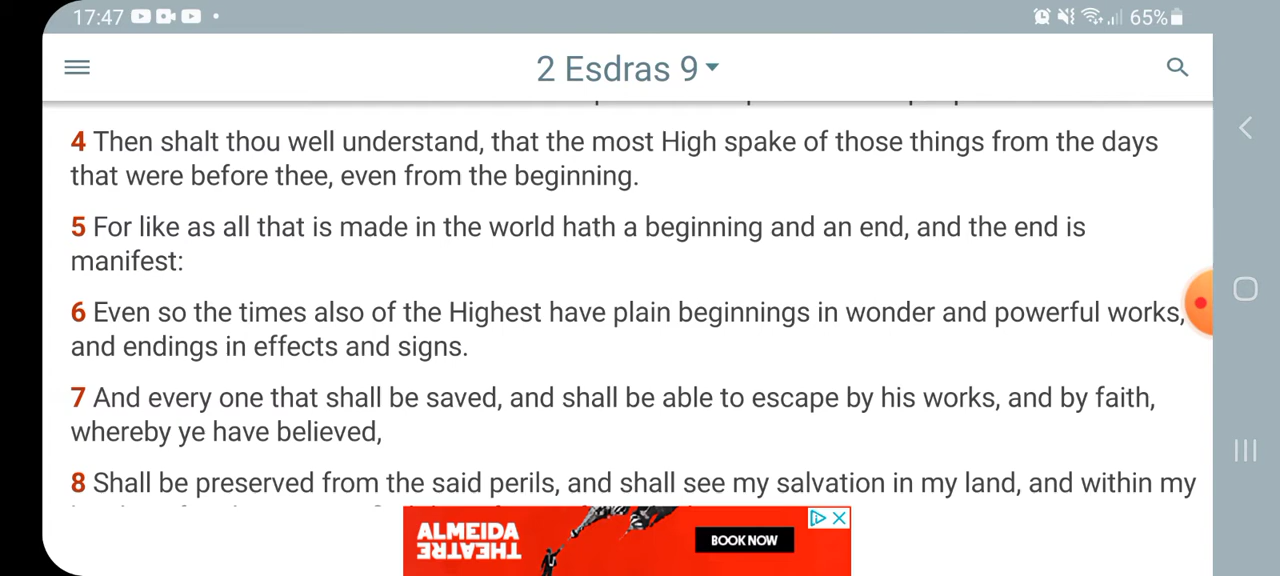 17:47
65%
2 Esdras 9
4 Then shalt thou well understand, that the most High spake of those things from the days
that were before thee, even from the beginning.
5 For like as all that is made in the world hath a beginning and an end, and the end is
manifest:
6 Even so the times also of the Highest have plain beginnings in wonder and powerful works,
and endings in effects and signs.
7 And every one that shall be saved, and shall be able to escape by his works, and by faith,
whereby ye have believed,
8 Shall be preserved from the said perils, and shall see my salvation in my land, and within my
ALMEIDA
THEATRE
BOOK NOW